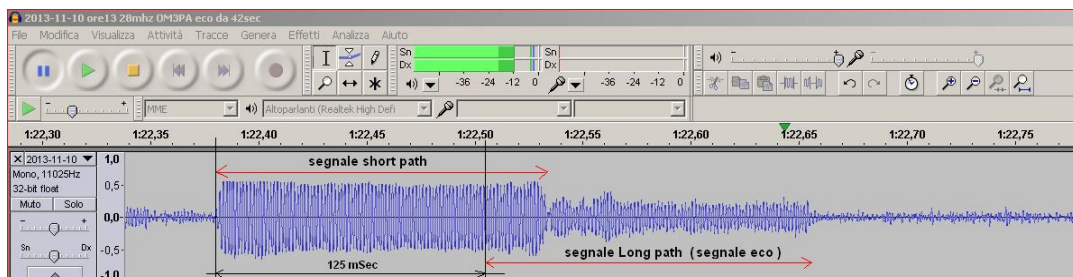 2013-11-10 ore13 28mhz OM3PA eco da 42sec
File Modifica Visualizza Attività Tracce Genera Effetti Analizza Aiuto
Sn
Dx
-36 -24 -12 0
Sn
Dx
-36 -24 -12 0
MME
Altoparlanti (Realtek High Defi
1:22,30 1:22,35 1:22,40 1:22,45 1:22,50 1:22,55 1:22,60 1:22,65 1:22,70 1:22,75
2013-11-10
Mono, 11025Hz
32-bit float
Muto Solo
- +
Sn Dx
1,0
0,5-
0,0-
-0,5-
-1,0
segnale short path
segnale Long path ( segnale eco )
125 mSec